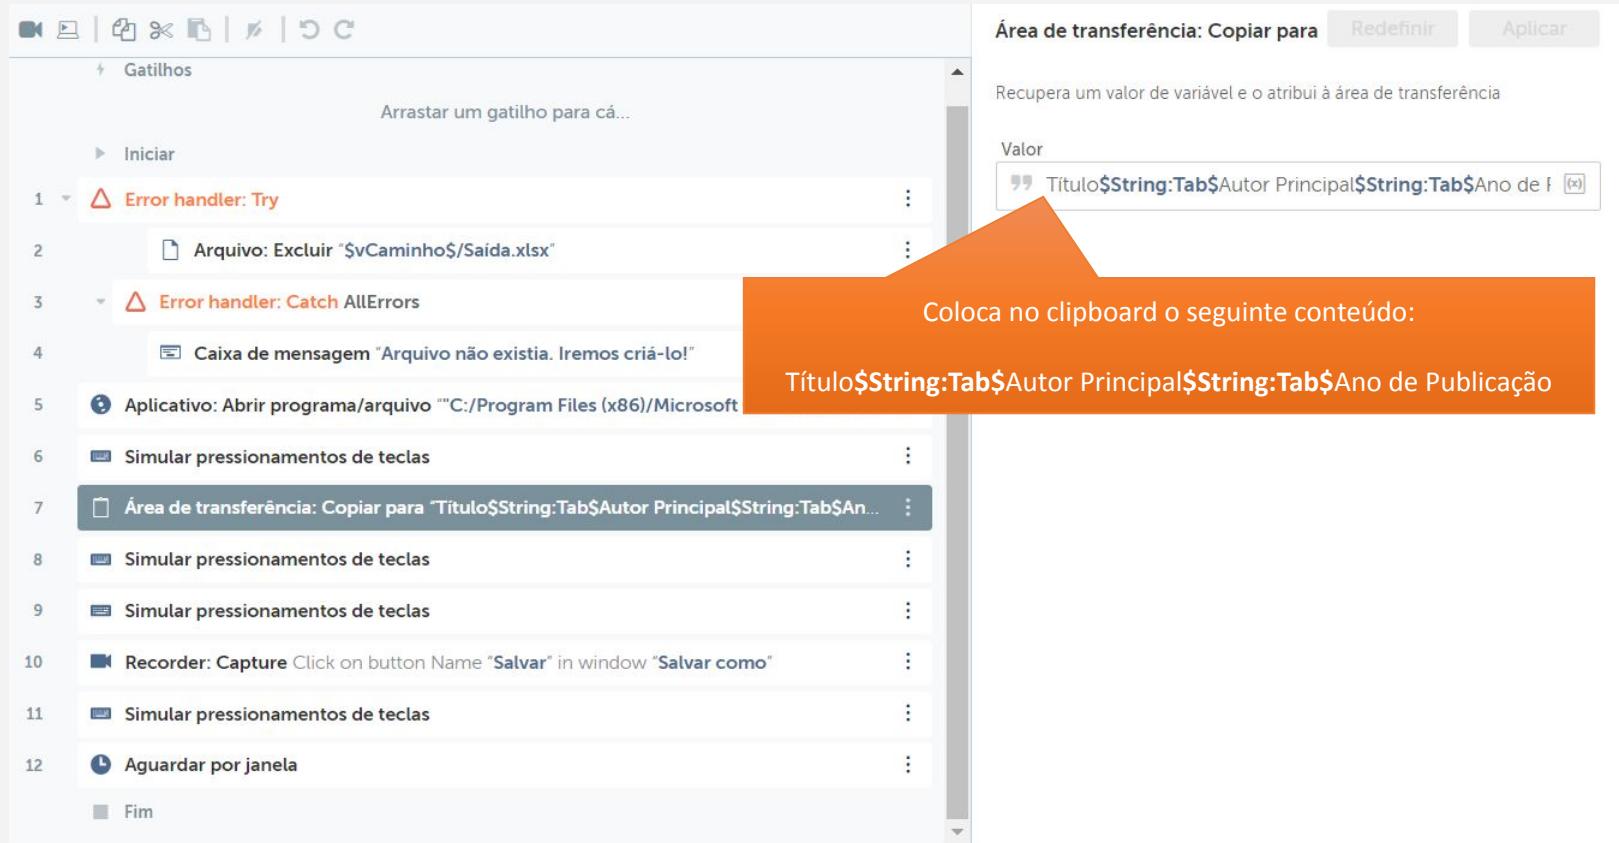 Gatilhos
Arrastar um gatilho para cá...
Iniciar
1 Error handler: Try
2 Arquivo: Excluir “$vCaminho$/Saída.xlsx”
3 Error handler: Catch AllErrors
4 Caixa de mensagem “Arquivo não existia. Iremos criá-lo!”
5 Aplicativo: Abrir programa/arquivo “"C:/Program Files (x86)/Microsoft
6 Simular pressionamentos de teclas
7 Área de transferência: Copiar para “Título$String:Tab$Autor Principal$String:Tab$An...
8 Simular pressionamentos de teclas
9 Simular pressionamentos de teclas
10 Recorder: Capture Click on button Name “Salvar” in window “Salvar como”
11 Simular pressionamentos de teclas
12 Aguardar por janela
Fim
Área de transferência: Copiar para Redefinir Aplicar
Recupera um valor de variável e o atribui à área de transferência
Valor
Título$String:Tab$Autor Principal$String:Tab$Ano de (x)
Coloca no clipboard o seguinte conteúdo:
Título$String:Tab$Autor Principal$String:Tab$Ano de Publicação